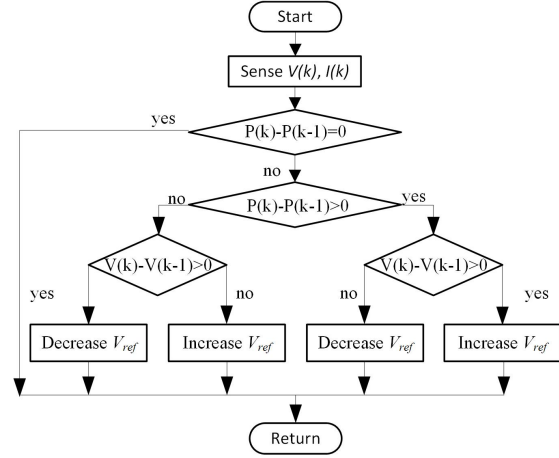 Start
Sense V(k), I(k)
yes
P(k)-P(k-1)=0
no
no
P(k)-P(k-1)>0
yes
V(k)-V(k-1)>0
V(k)-V(k-1)>0
yes
no
no
yes
Decrease Vref
Increase Vref
Decrease Vref
Increase Vref
Return